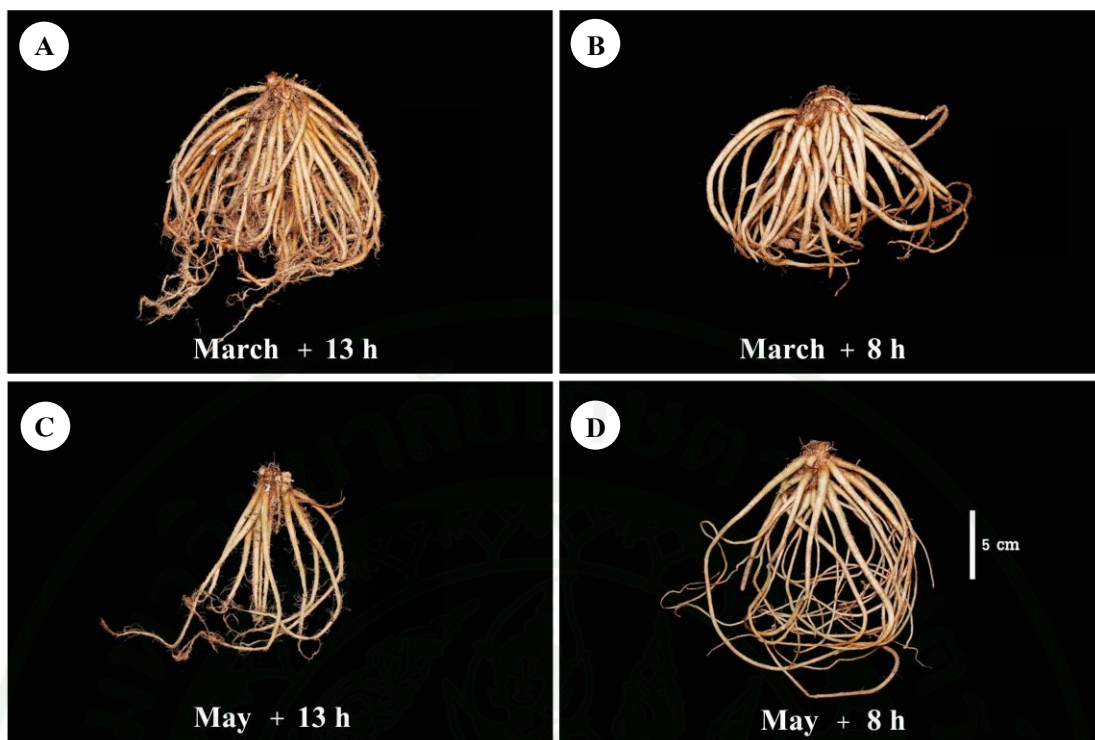 A
B
March + 13 h
March + 8 h
C
D
5 cm
May + 13 h
May + 8 h